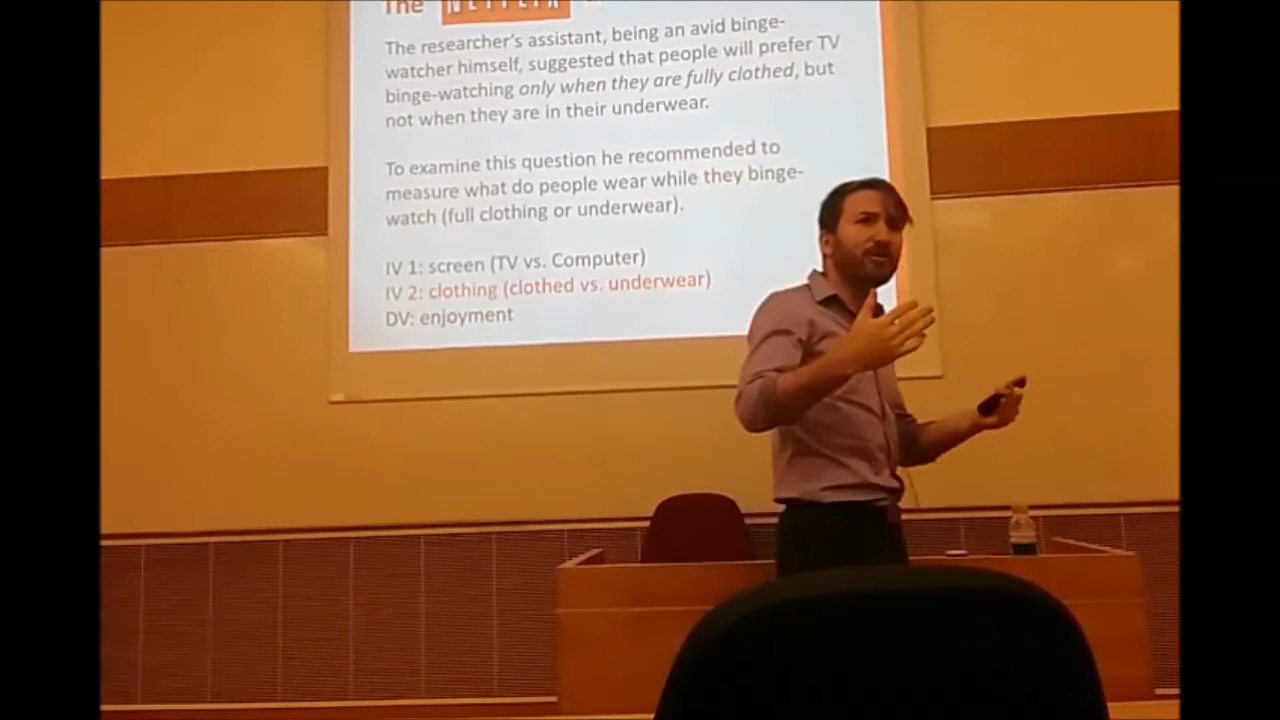 The NETFLIX
The researcher's assistant, being an avid binge-
watcher himself, suggested that people will prefer TV
binge-watching only when they are fully clothed, but
not when they are in their underwear.
To examine this question he recommended to
measure what do people wear while they binge-
watch (full clothing or underwear).
IV 1: screen (TV vs. Computer)
IV 2: clothing (clothed vs. underwear)
DV: enjoyment